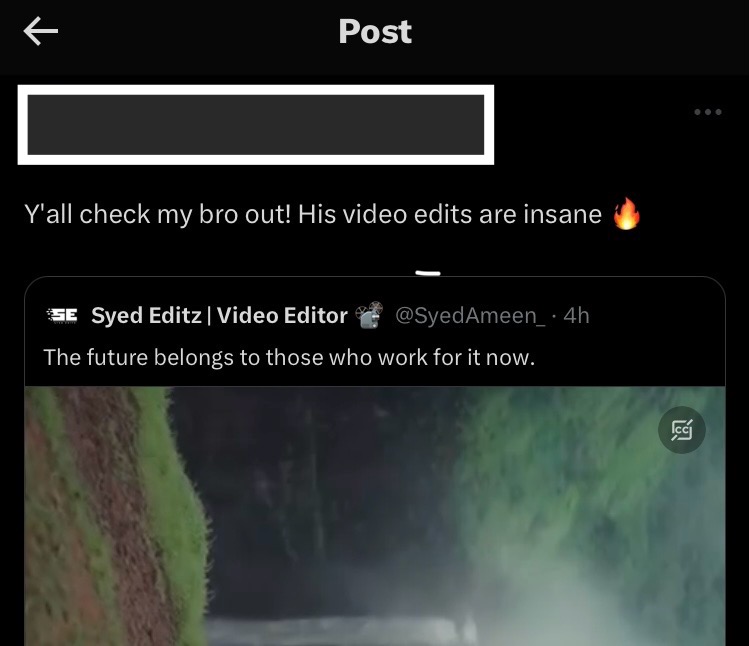 Post
Y'all check my bro out! His video edits are insane 🔥
SE Syed Editz | Video Editor 📽️ @SyedAmeen_ · 4h
The future belongs to those who work for it now.
CC